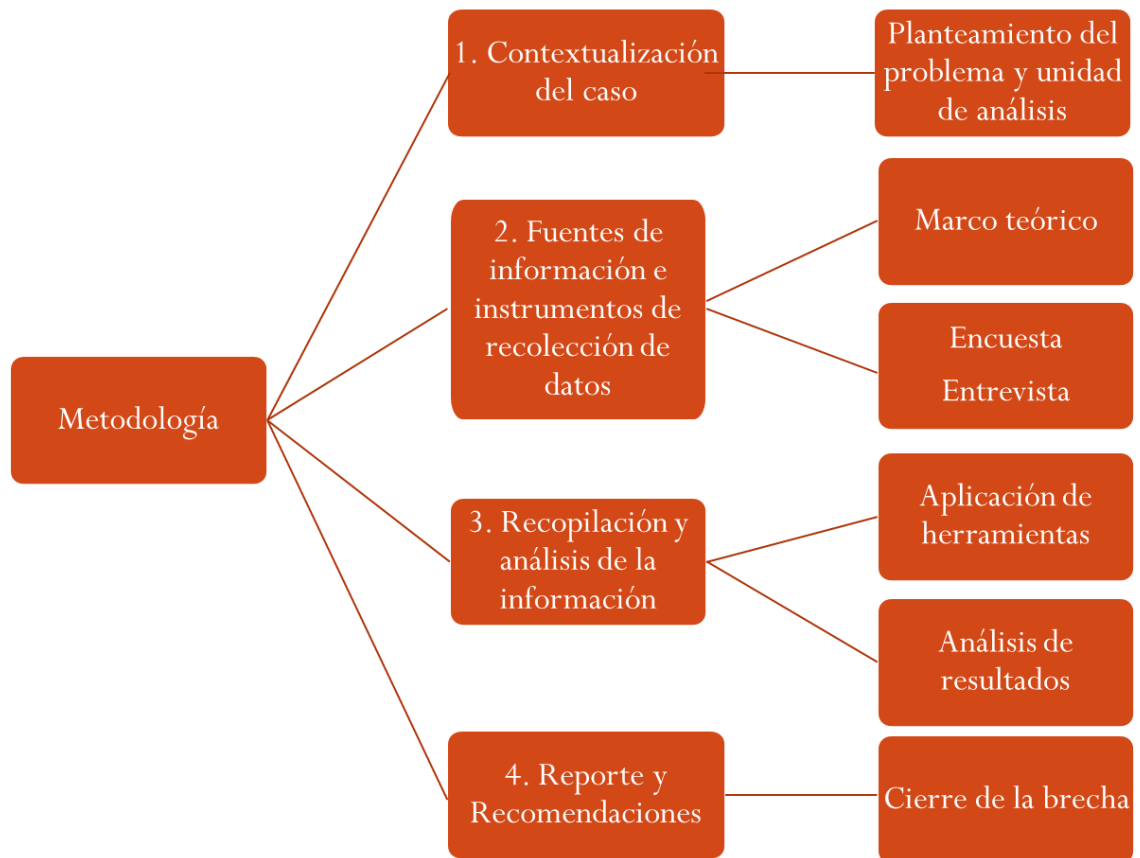 Metodología
1. Contextualización
del caso
Planteamiento del
problema y unidad
de análisis
2. Fuentes de
información e
instrumentos de
recolección de
datos
Marco teórico
Encuesta
Entrevista
3. Recopilación y
análisis de la
información
Aplicación de
herramientas
Análisis de
resultados
4. Reporte y
Recomendaciones
Cierre de la brecha